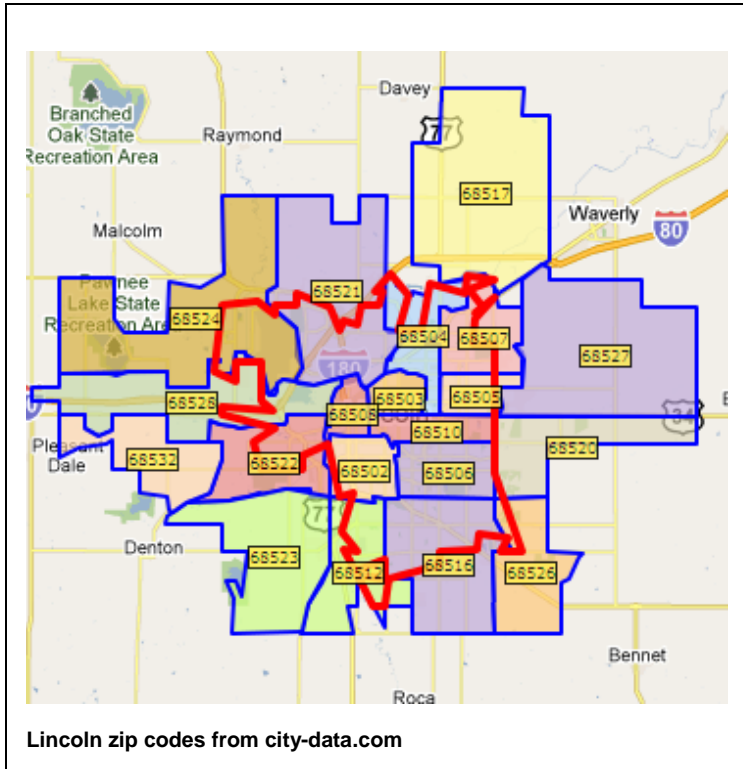 Davey
Branched
Oak State
Recreation Area
77
Raymond
68517
Waverly
80
Malcolm
Pawnee
Lake State
Recreation Are
68521
68524
68504
68507
180
68527
68528
68503
68505
68508
34
68510
Pleasant
Dale
68532
68522
68502
68506
68520
77
Denton
68523
68512
68516
68526
Bennet
Roca
Lincoln zip codes from city-data.com